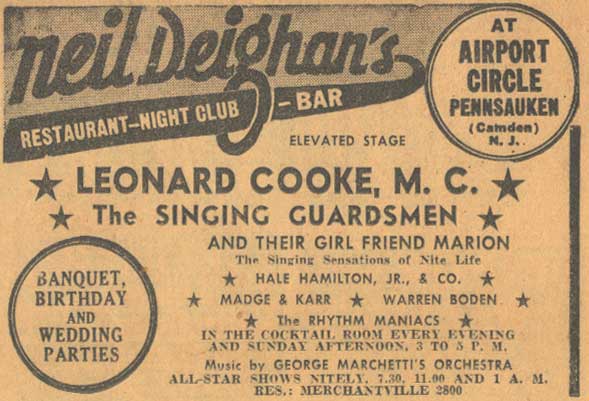 Neil Deighan's
RESTAURANT-NIGHT CLUB - BAR
AT
AIRPORT
CIRCLE
PENNSAUKEN
(Camden)
N. J.
ELEVATED STAGE
★ LEONARD COOKE, M. C. ★
★ The SINGING GUARDSMEN ★
AND THEIR GIRL FRIEND MARION
The Singing Sensations of Nite Life
★ HALE HAMILTON, JR., & CO. ★
★ MADGE & KARR ★ WARREN BODEN ★
★ The RHYTHM MANIACS ★
IN THE COCKTAIL ROOM EVERY EVENING
AND SUNDAY AFTERNOON, 3 TO 5 P. M.
Music by GEORGE MARCHETTI'S ORCHESTRA
ALL-STAR SHOWS NITELY, 7.30, 11.00 AND 1 A. M.
RES.: MERCHANTVILLE 2800
BANQUET,
BIRTHDAY
AND
WEDDING
PARTIES